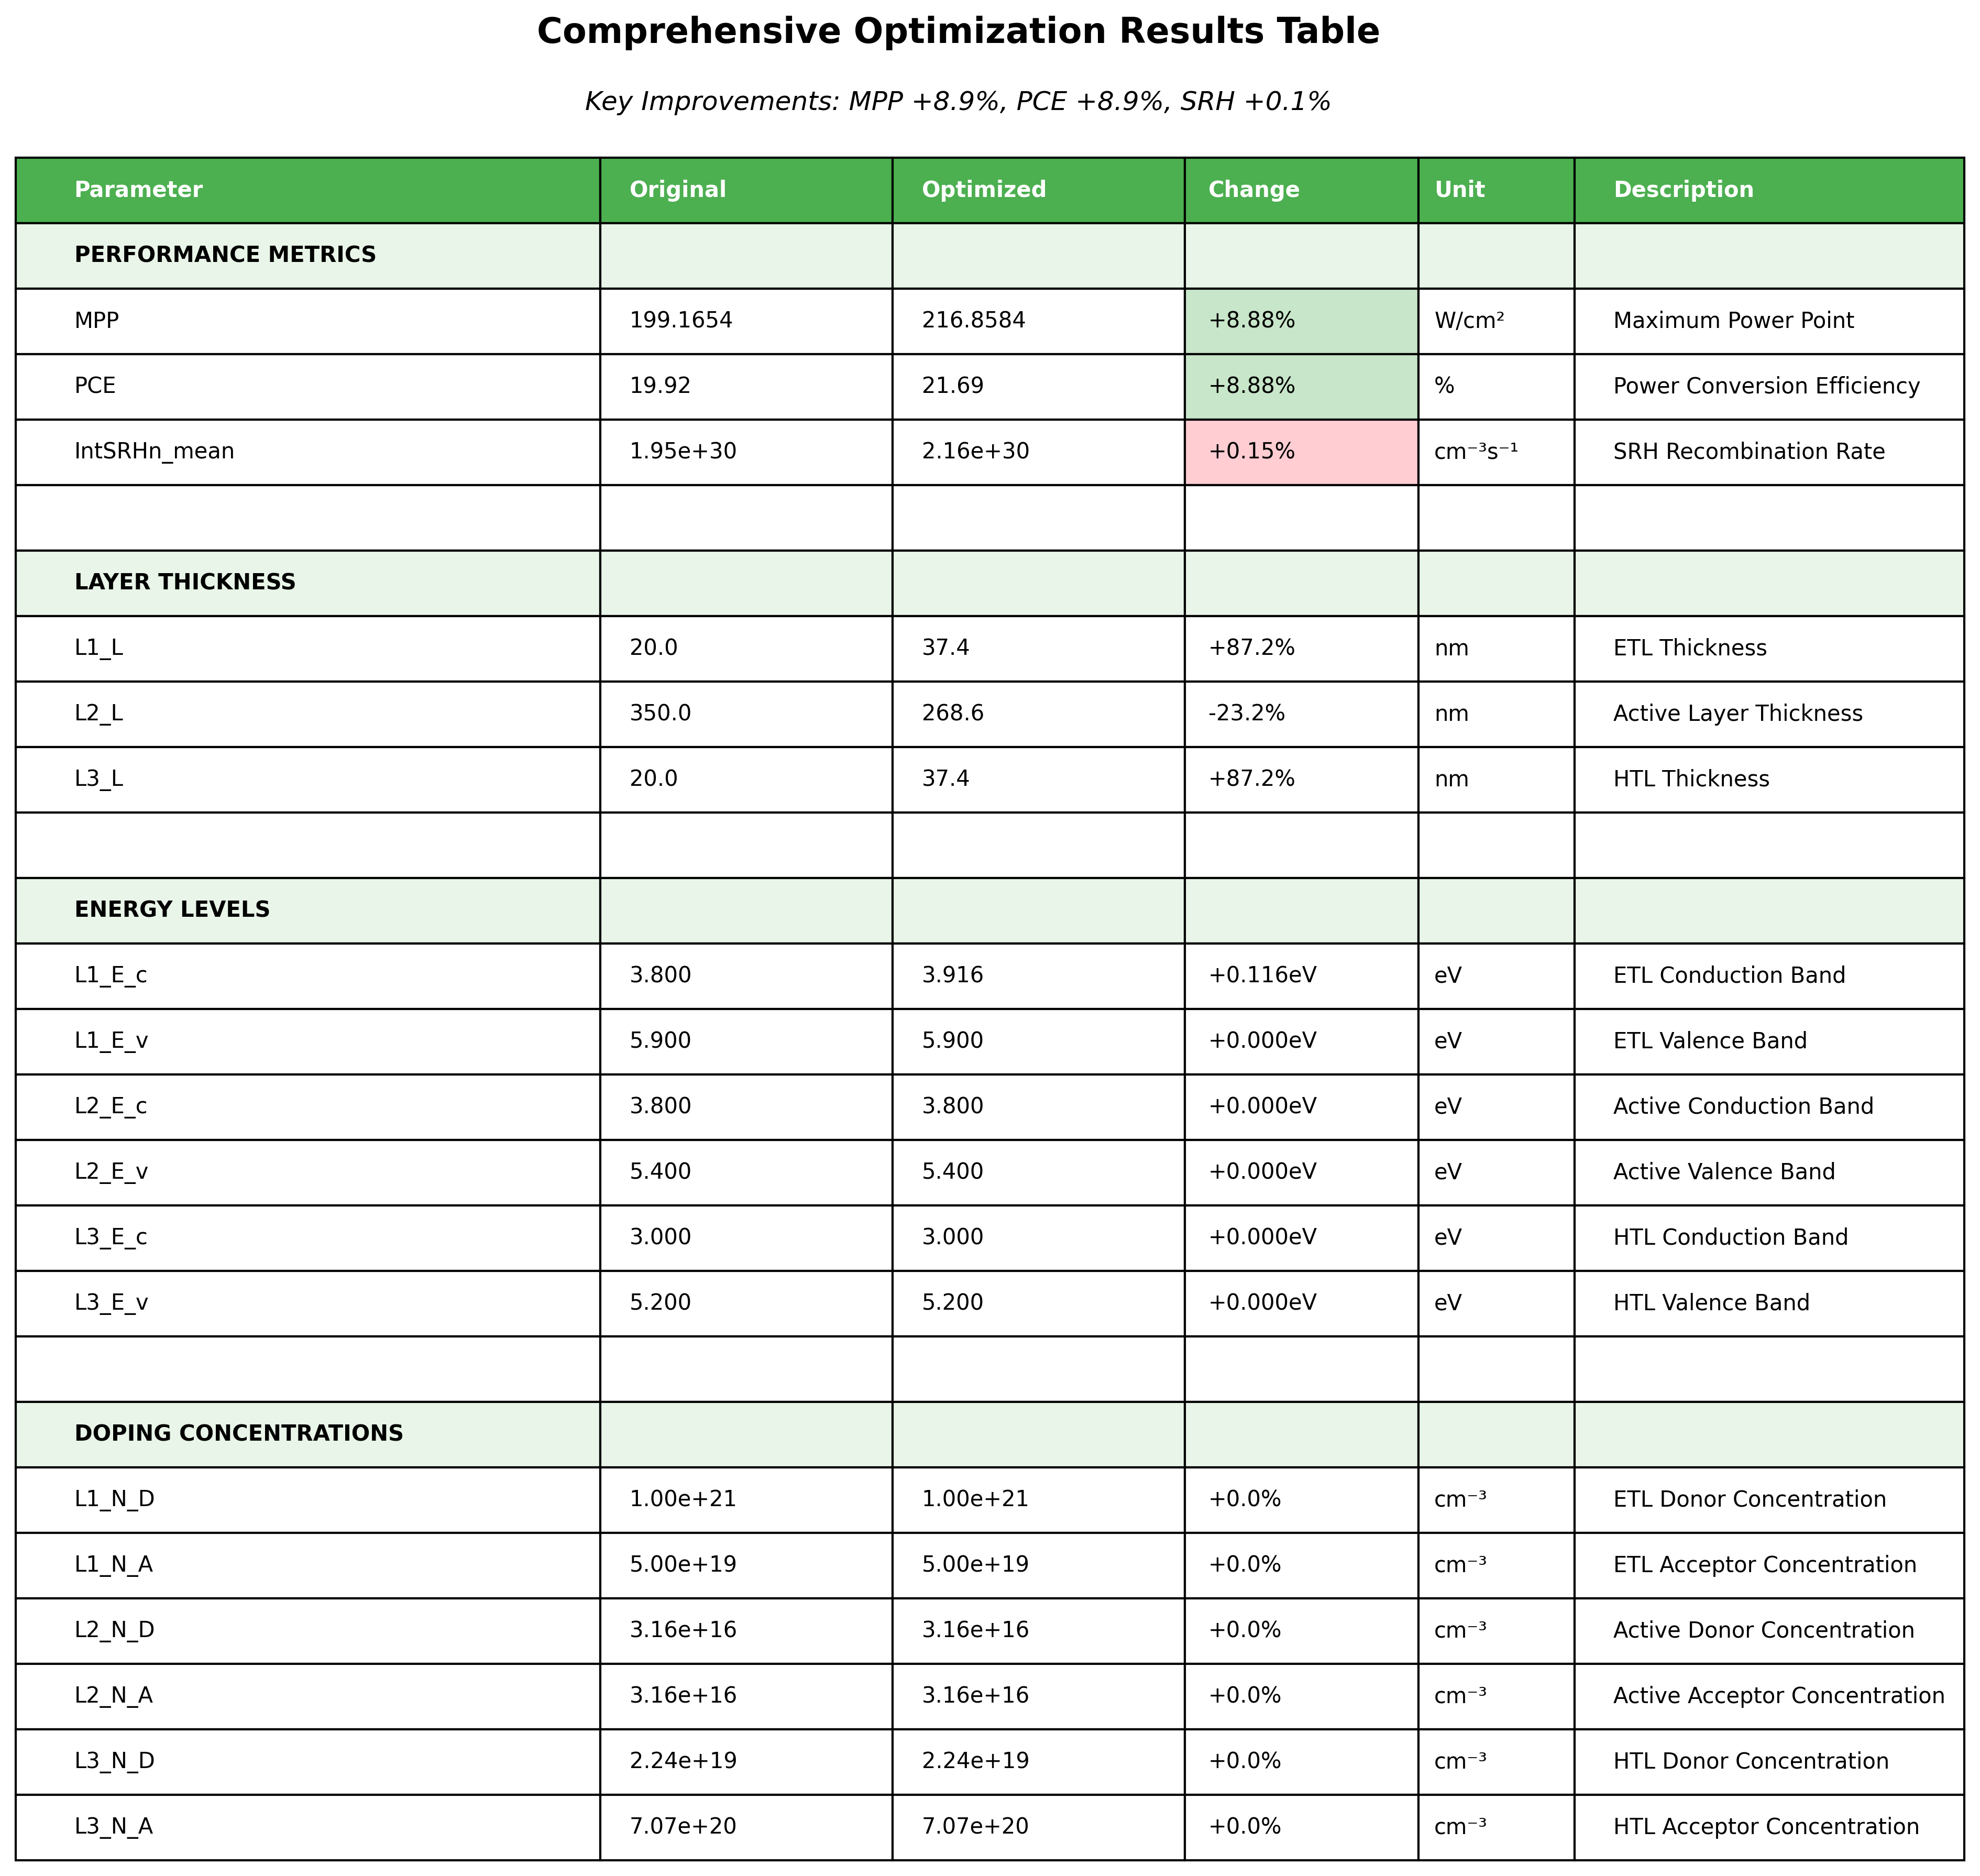 Comprehensive Optimization Results Table
Key Improvements: MPP +8.9%, PCE +8.9%, SRH +0.1%
Parameter Original Optimized Change Unit Description
PERFORMANCE METRICS
MPP 199.1654 216.8584 +8.88% W/cm² Maximum Power Point
PCE 19.92 21.69 +8.88% % Power Conversion Efficiency
IntSRHn_mean 1.95e+30 2.16e+30 +0.15% cm⁻³s⁻¹ SRH Recombination Rate
LAYER THICKNESS
L1_L 20.0 37.4 +87.2% nm ETL Thickness
L2_L 350.0 268.6 -23.2% nm Active Layer Thickness
L3_L 20.0 37.4 +87.2% nm HTL Thickness
ENERGY LEVELS
L1_E_c 3.800 3.916 +0.116eV eV ETL Conduction Band
L1_E_v 5.900 5.900 +0.000eV eV ETL Valence Band
L2_E_c 3.800 3.800 +0.000eV eV Active Conduction Band
L2_E_v 5.400 5.400 +0.000eV eV Active Valence Band
L3_E_c 3.000 3.000 +0.000eV eV HTL Conduction Band
L3_E_v 5.200 5.200 +0.000eV eV HTL Valence Band
DOPING CONCENTRATIONS
L1_N_D 1.00e+21 1.00e+21 +0.0% cm⁻³ ETL Donor Concentration
L1_N_A 5.00e+19 5.00e+19 +0.0% cm⁻³ ETL Acceptor Concentration
L2_N_D 3.16e+16 3.16e+16 +0.0% cm⁻³ Active Donor Concentration
L2_N_A 3.16e+16 3.16e+16 +0.0% cm⁻³ Active Acceptor Concentration
L3_N_D 2.24e+19 2.24e+19 +0.0% cm⁻³ HTL Donor Concentration
L3_N_A 7.07e+20 7.07e+20 +0.0% cm⁻³ HTL Acceptor Concentration